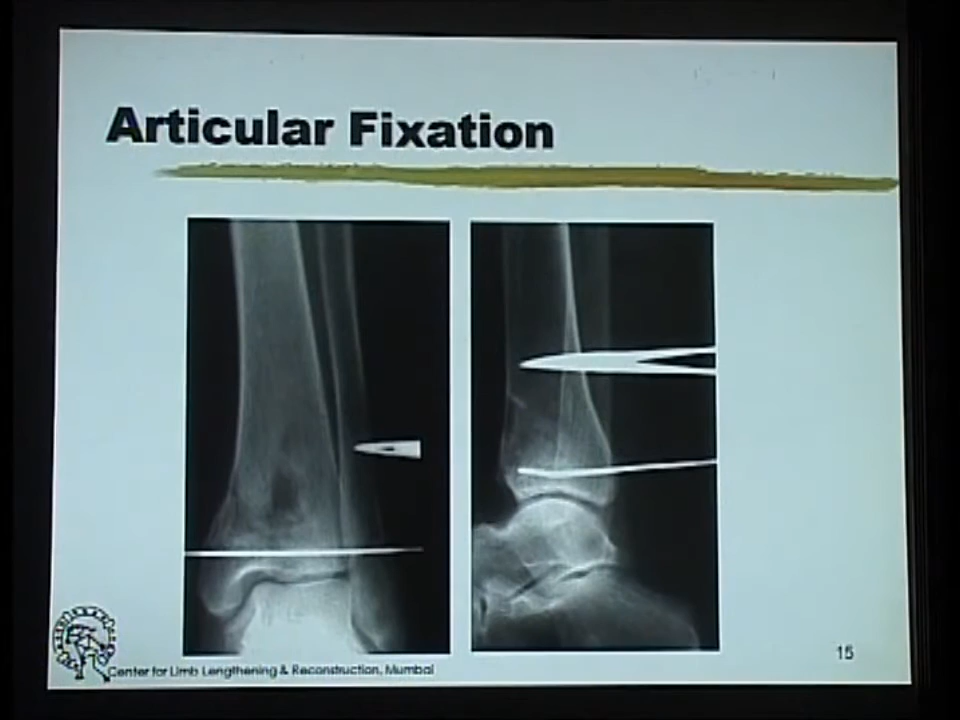 Articular Fixation
Center for Limb Lengthening & Reconstruction, Mumbai
15